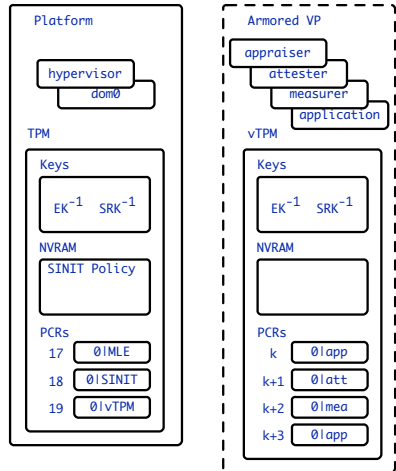 Platform
hypervisor
dom0
TPM
Keys
EK-1 SRK-1
NVRAM
SINIT Policy
PCRs
17 0|MLE
18 0|SINIT
19 0|vTPM
Armored VP
appraiser
attester
measurer
application
vTPM
Keys
EK-1 SRK-1
NVRAM
PCRs
k 0|app
k+1 0|att
k+2 0|mea
k+3 0|app